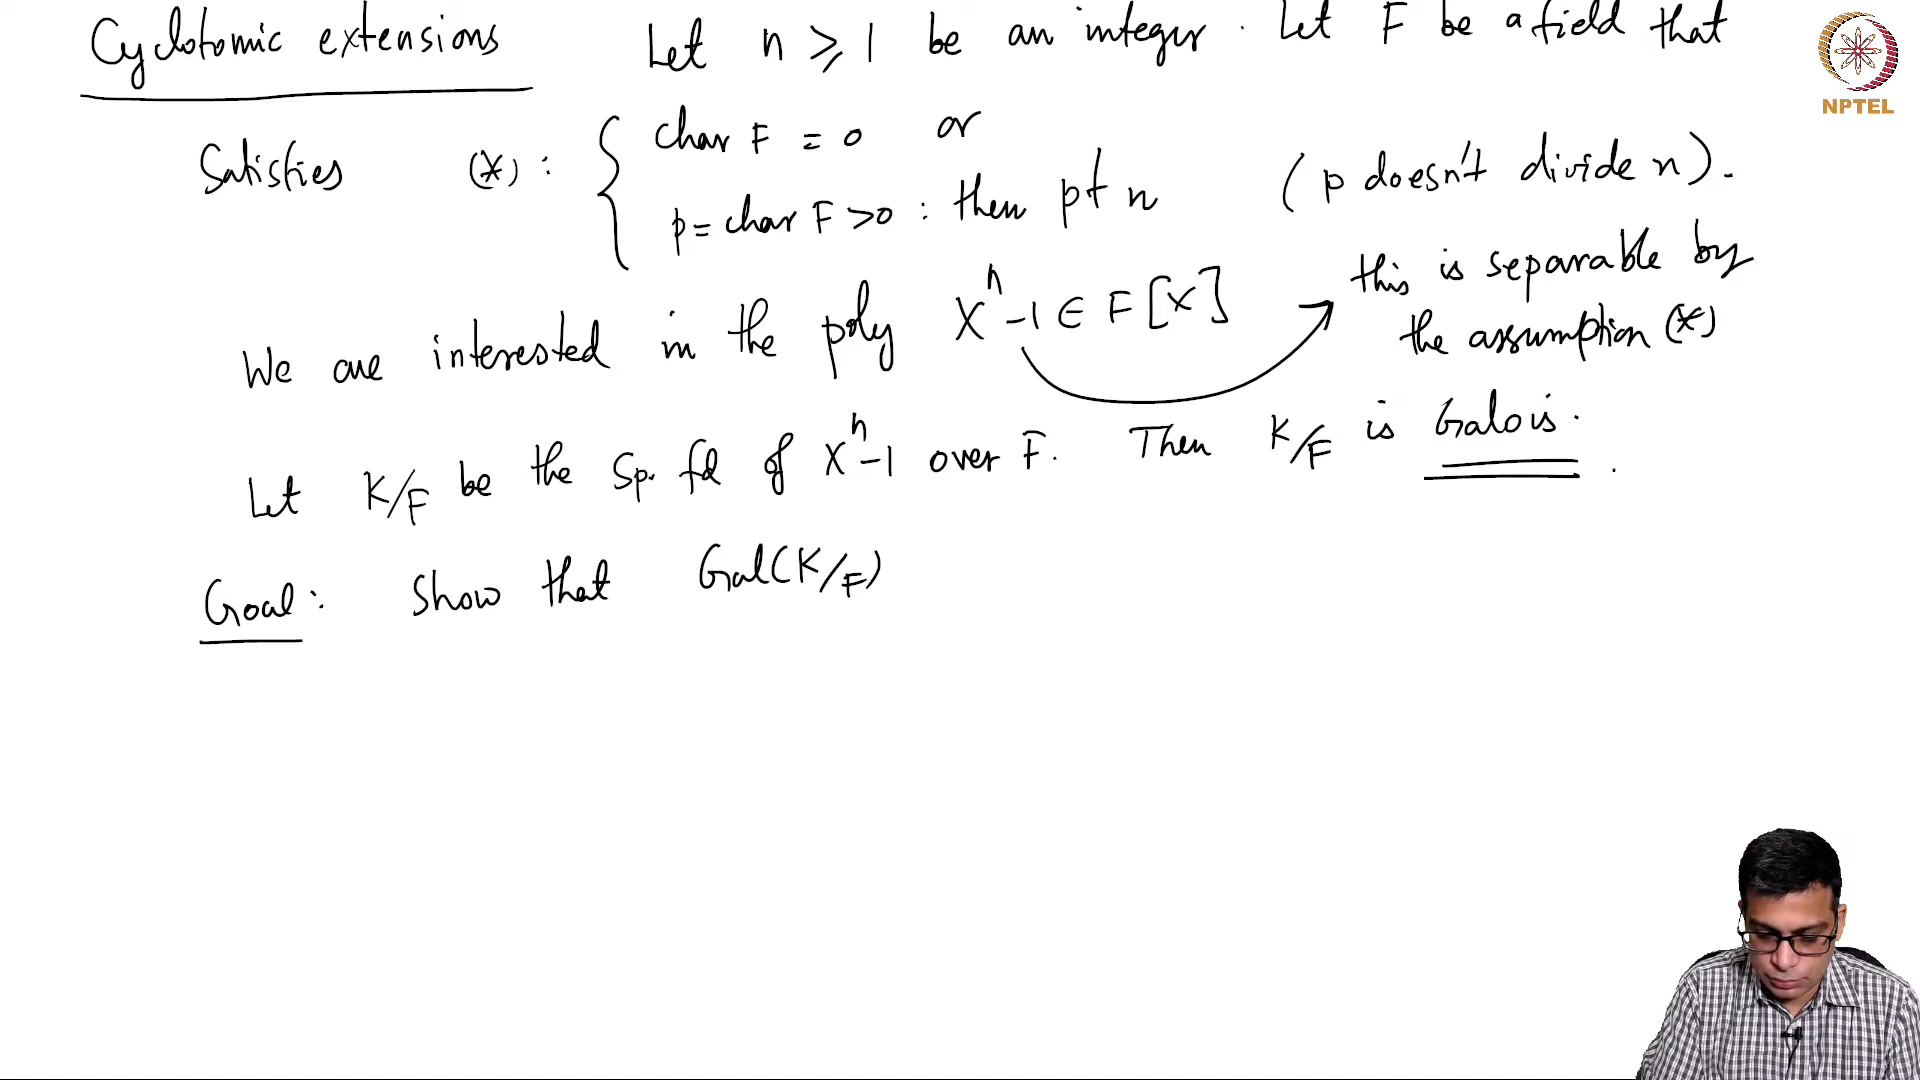 Cyclotomic extensions Let n ⩾ 1 be an integer. Let F be a field that
NPTEL
Satisfies (*) : { char F = 0 or
p = char F > 0 : then p ∤ n (p doesn't divide n).
We are interested in the poly X^n - 1 ∈ F[X] this is separable by
the assumption (*)
Let K/F be the sp. fd of X^n - 1 over F. Then K/F is Galois.
Goal: Show that Gal(K/F)